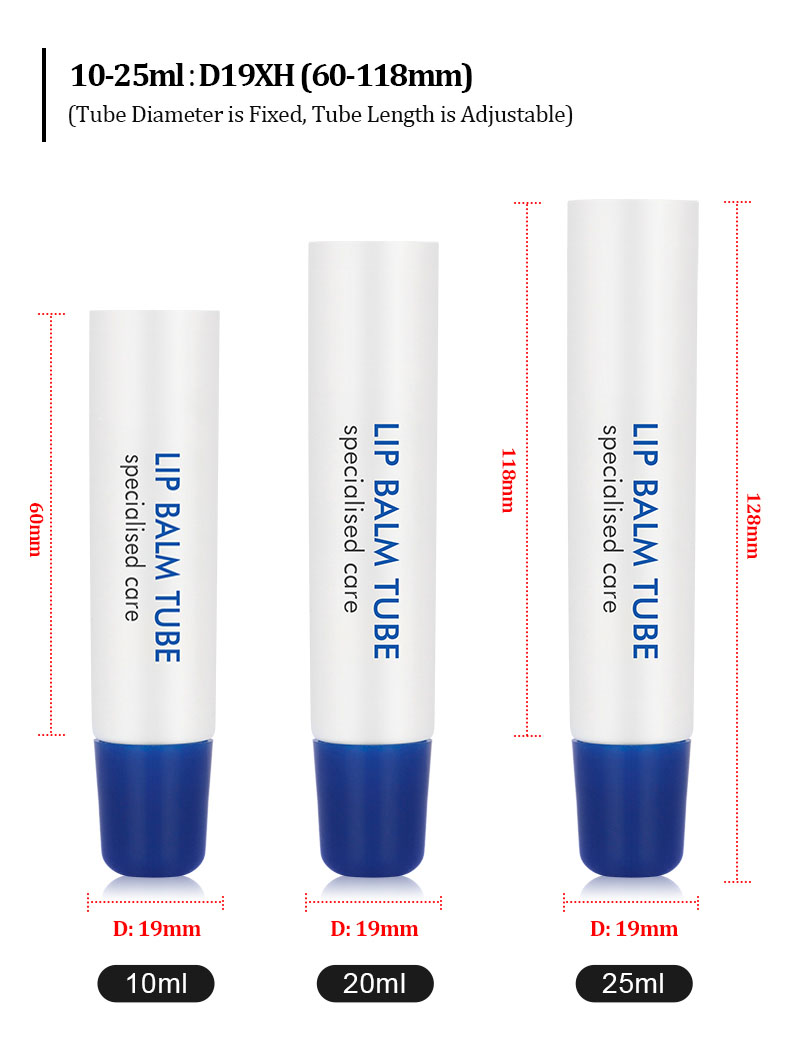 10-25ml : D19XH (60-118mm)
(Tube Diameter is Fixed, Tube Length is Adjustable)
60mm
LIP BALM TUBE
specialised care
LIP BALM TUBE
specialised care
118mm
LIP BALM TUBE
specialised care
128mm
D: 19mm
D: 19mm
D: 19mm
10ml
20ml
25ml